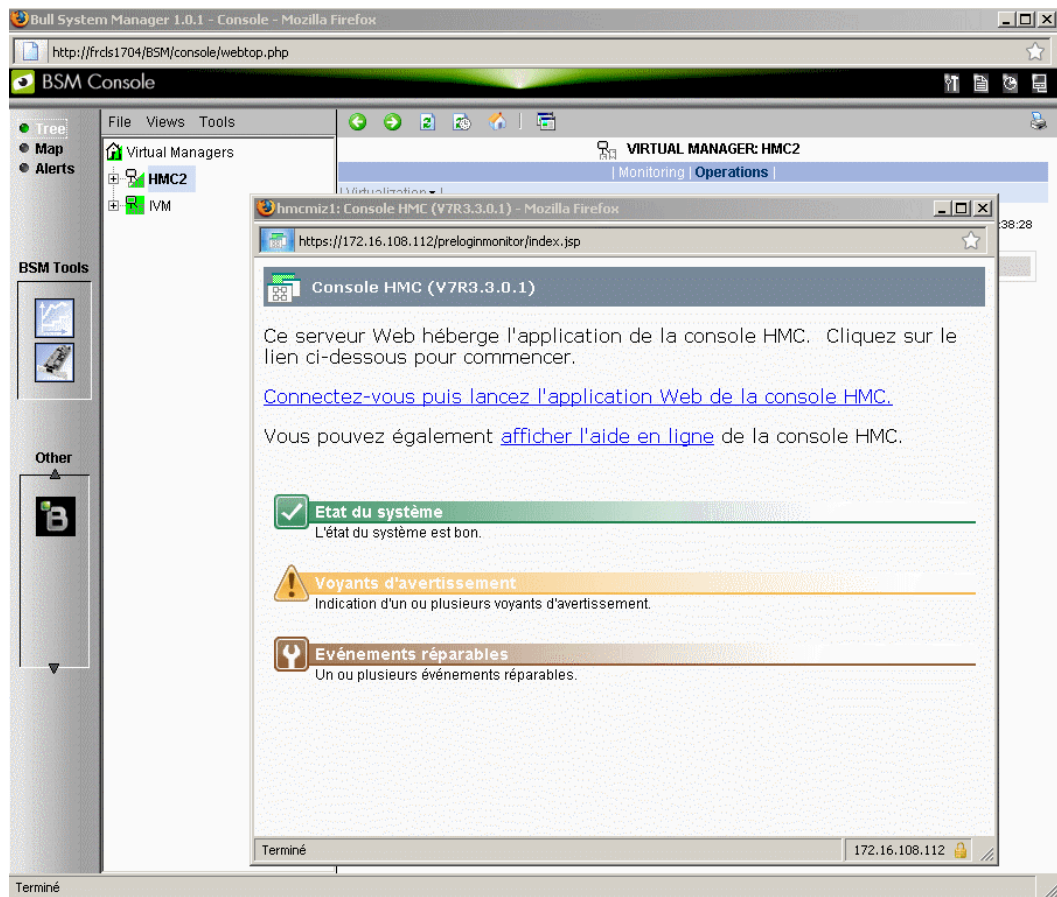 Bull System Manager 1.0.1 - Console - Mozilla Firefox
http://frcls1704/BSM/console/webtop.php
BSM Console
Tree
Map
Alerts
File Views Tools
Virtual Managers
HMC2
IVM
VIRTUAL MANAGER: HMC2
| Monitoring | Operations |
Virtualization
:38:28
BSM Tools
Other
B
hmcmiz1: Console HMC (V7R3.3.0.1) - Mozilla Firefox
https://172.16.108.112/preloginmonitor/index.jsp
Console HMC (V7R3.3.0.1)
Ce serveur Web héberge l'application de la console HMC. Cliquez sur le
lien ci-dessous pour commencer.
Connectez-vous puis lancez l'application Web de la console HMC.
Vous pouvez également afficher l'aide en ligne de la console HMC.
Etat du système
L'état du système est bon.
Voyants d'avertissement
Indication d'un ou plusieurs voyants d'avertissement.
Evénements réparables
Un ou plusieurs événements réparables.
Terminé
172.16.108.112
Terminé